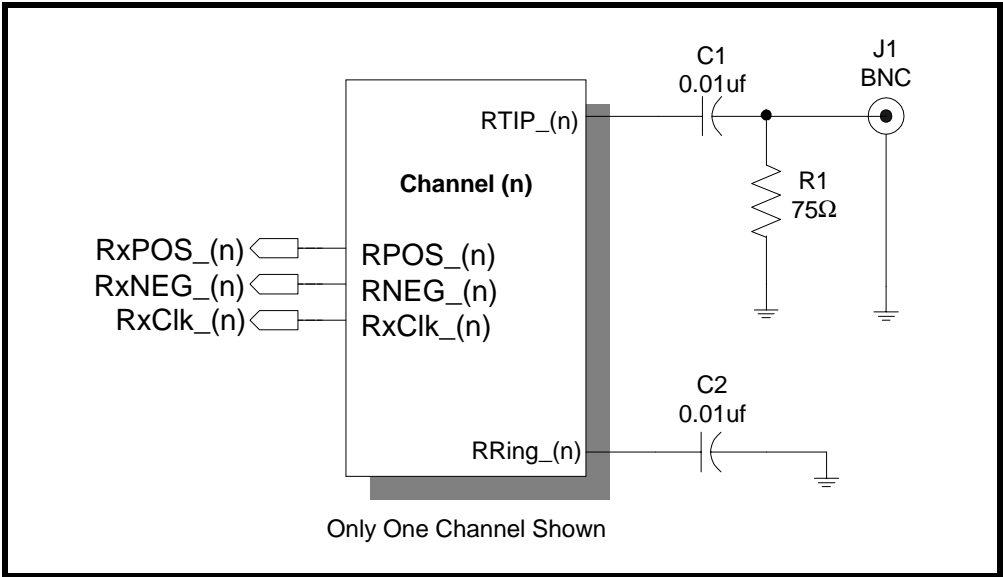 C1
0.01uf
J1
BNC
RTIP_(n)
Channel (n)
R1
75Ω
RxPOS_(n)
RPOS_(n)
RxNEG_(n)
RNEG_(n)
RxClk_(n)
RxClk_(n)
C2
0.01uf
RRing_(n)
Only One Channel Shown